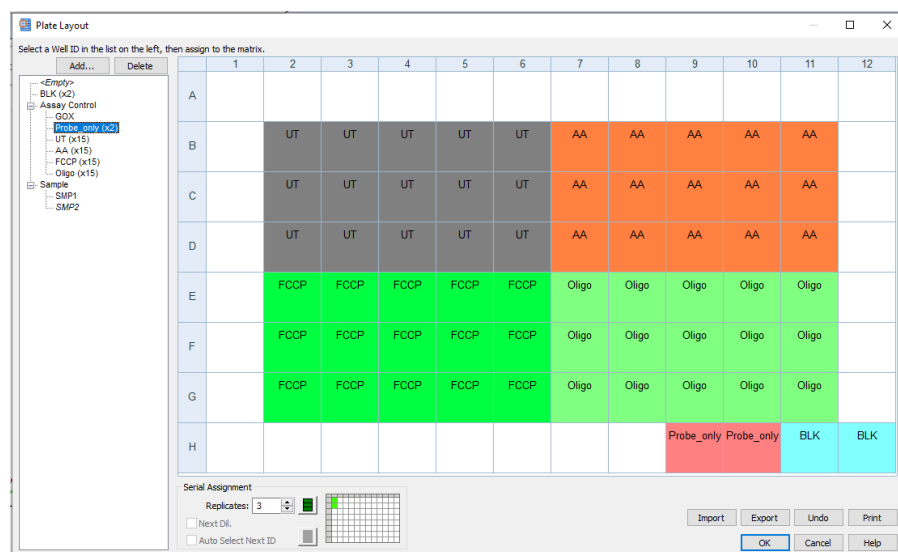 Plate Layout
Select a Well ID in the list on the left, then assign to the matrix.
Add... Delete
<Empty>
BLK (x2)
Assay Control
GOX
Probe_only (x2)
UT (x15)
AA (x15)
FCCP (x15)
Oligo (x15)
Sample
SMP1
SMP2
1 2 3 4 5 6 7 8 9 10 11 12
A
B UT UT UT UT UT AA AA AA AA AA
C UT UT UT UT UT AA AA AA AA AA
D UT UT UT UT UT AA AA AA AA AA
E FCCP FCCP FCCP FCCP FCCP Oligo Oligo Oligo Oligo Oligo
F FCCP FCCP FCCP FCCP FCCP Oligo Oligo Oligo Oligo Oligo
G FCCP FCCP FCCP FCCP FCCP Oligo Oligo Oligo Oligo Oligo
H Probe_only Probe_only BLK BLK
Serial Assignment
Replicates: 3
Next Dil.
Auto Select Next ID
Import Export Undo Print
OK Cancel Help